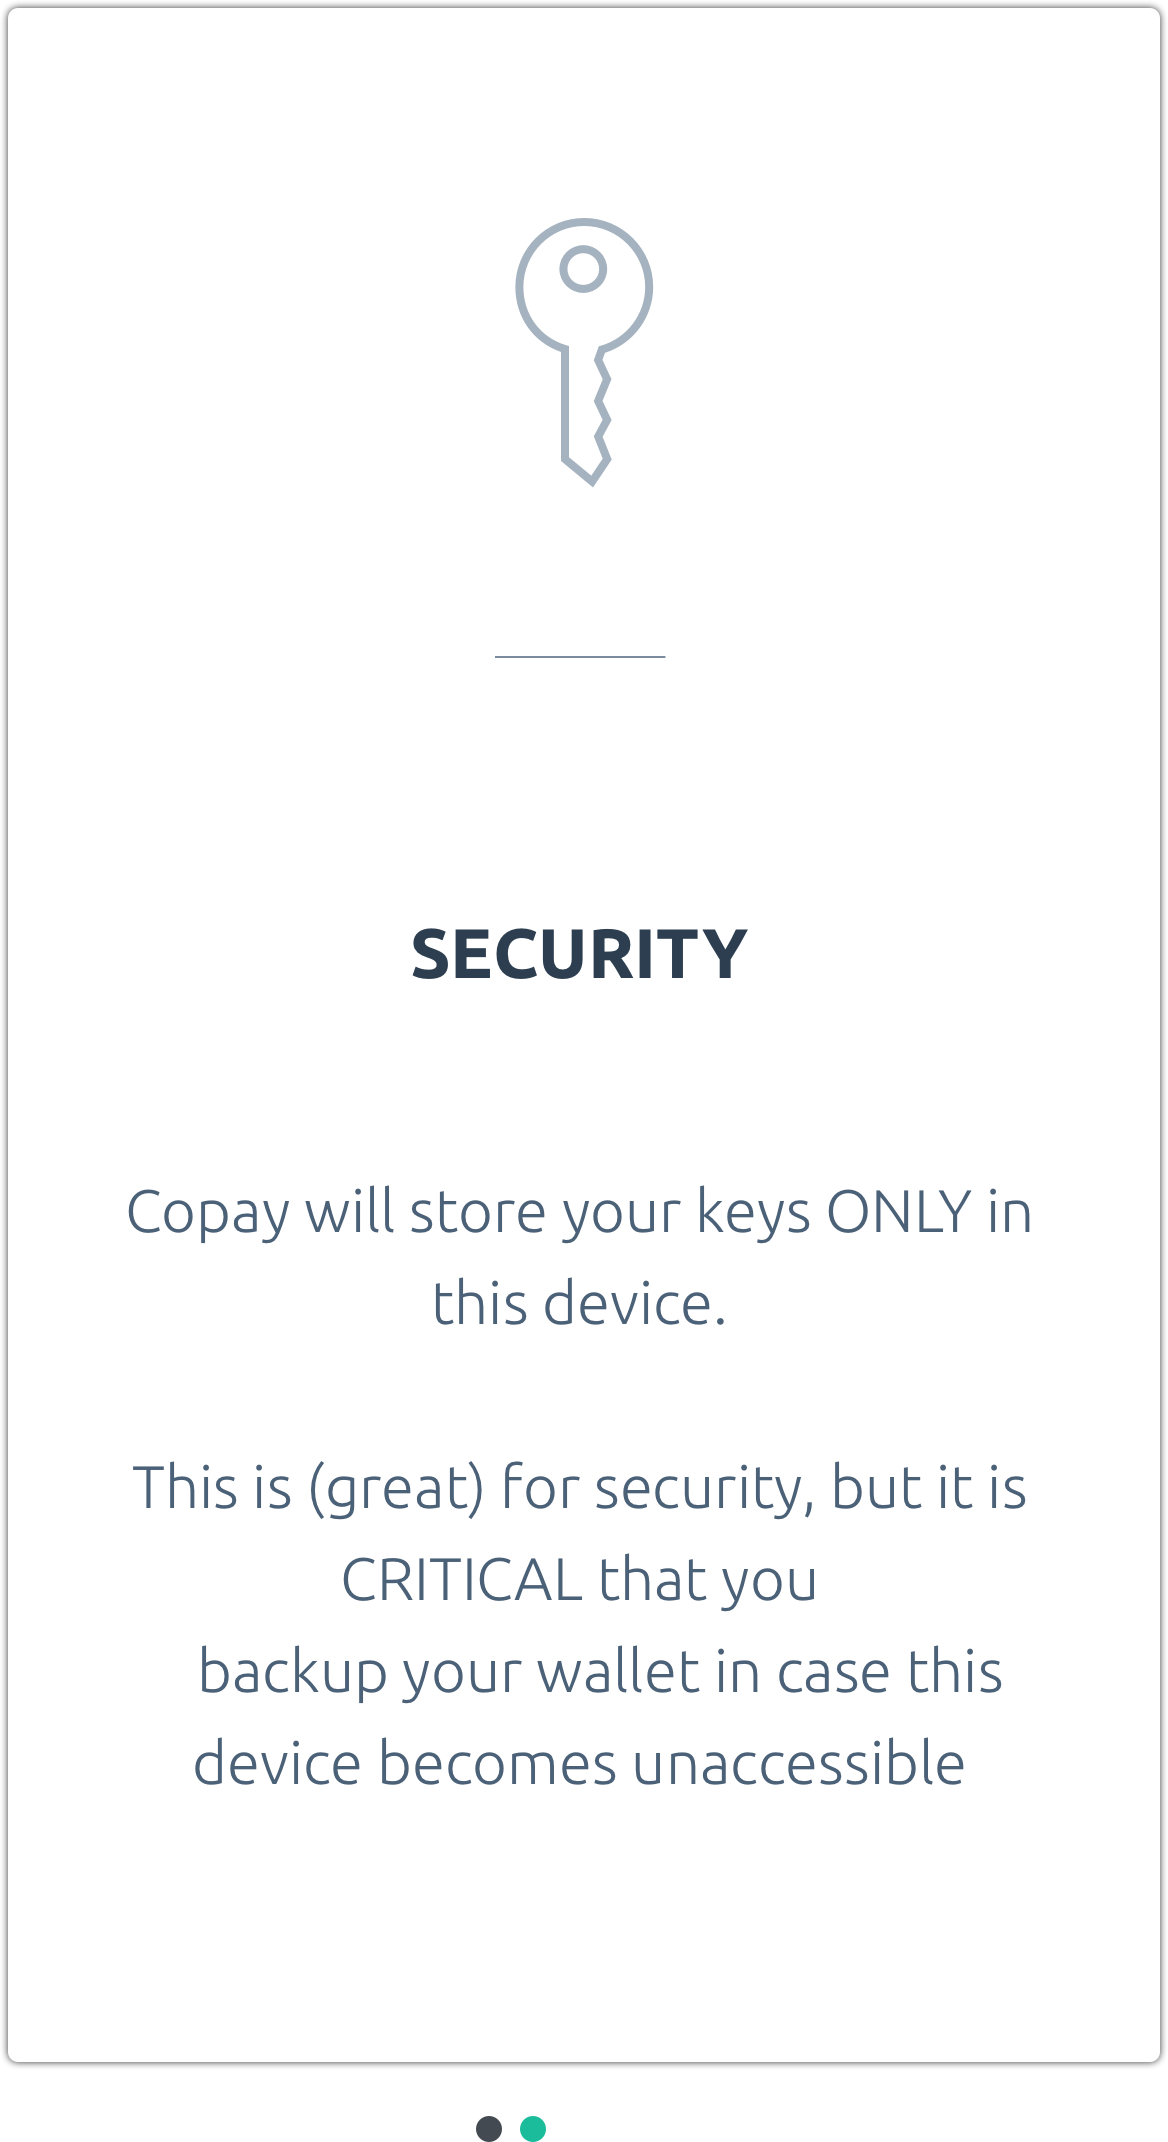 SECURITY
Copay will store your keys ONLY in
this device.
This is (great) for security, but it is
CRITICAL that you
backup your wallet in case this
device becomes unaccessible